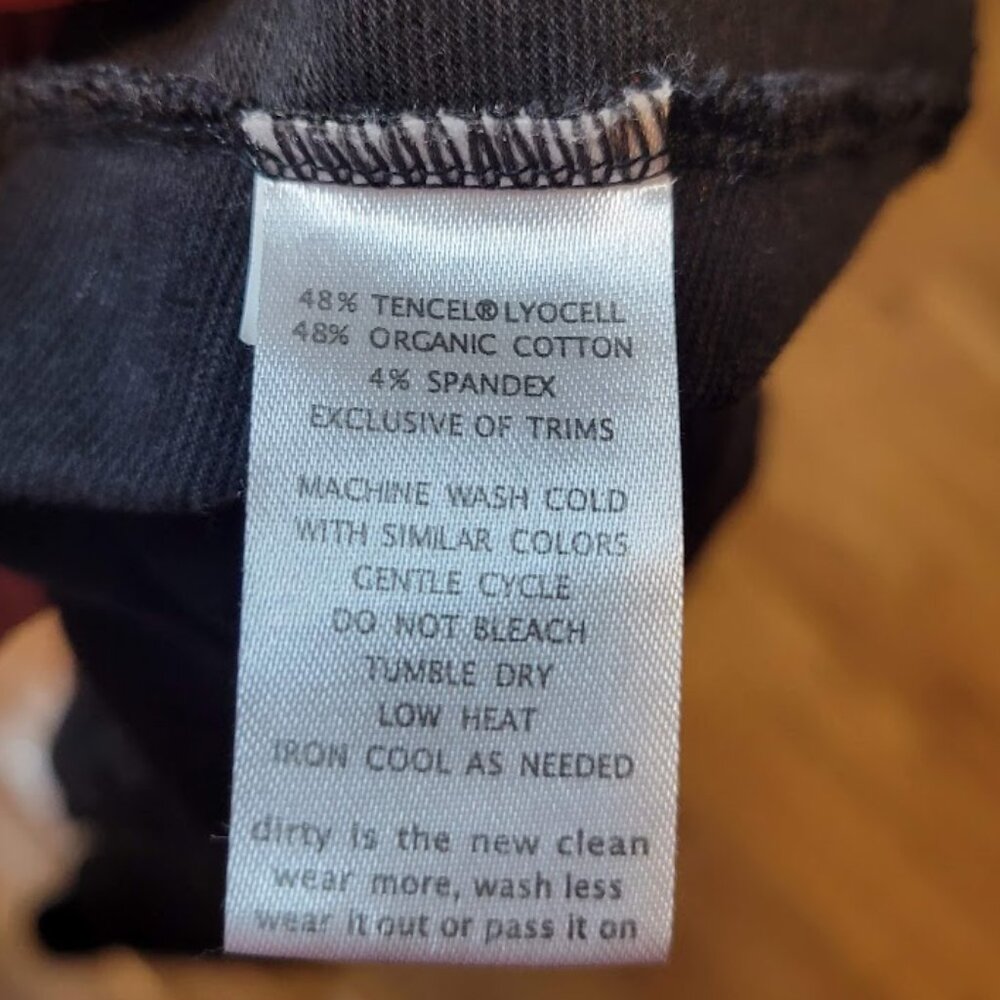 48% TENCEL® LYOCELL
48% ORGANIC COTTON
4% SPANDEX
EXCLUSIVE OF TRIMS
MACHINE WASH COLD
WITH SIMILAR COLORS
GENTLE CYCLE
DO NOT BLEACH
TUMBLE DRY
LOW HEAT
IRON COOL AS NEEDED
dirty is the new clean
wear more, wash less
wear it out or pass it on